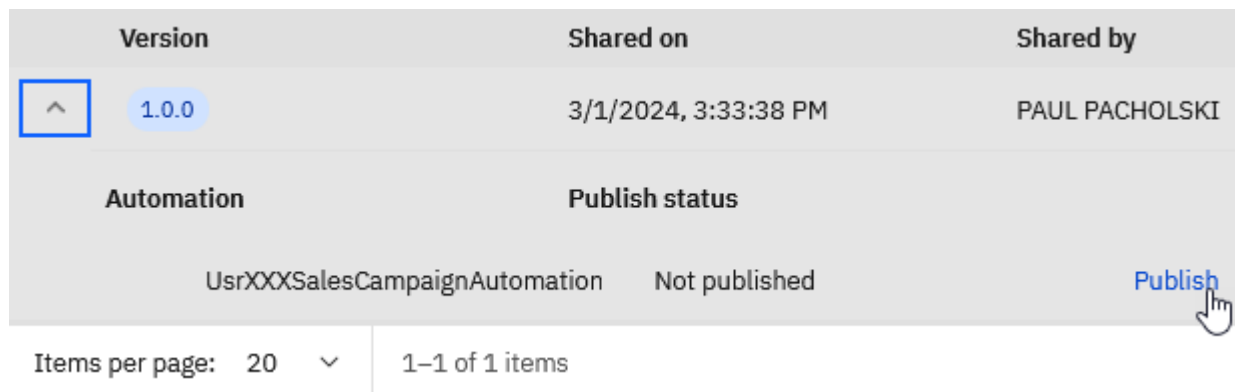 Version Shared on Shared by
1.0.0 3/1/2024, 3:33:38 PM PAUL PACHOLSKI
Automation Publish status
UsrXXXSalesCampaignAutomation Not published Publish
Items per page: 20 1–1 of 1 items